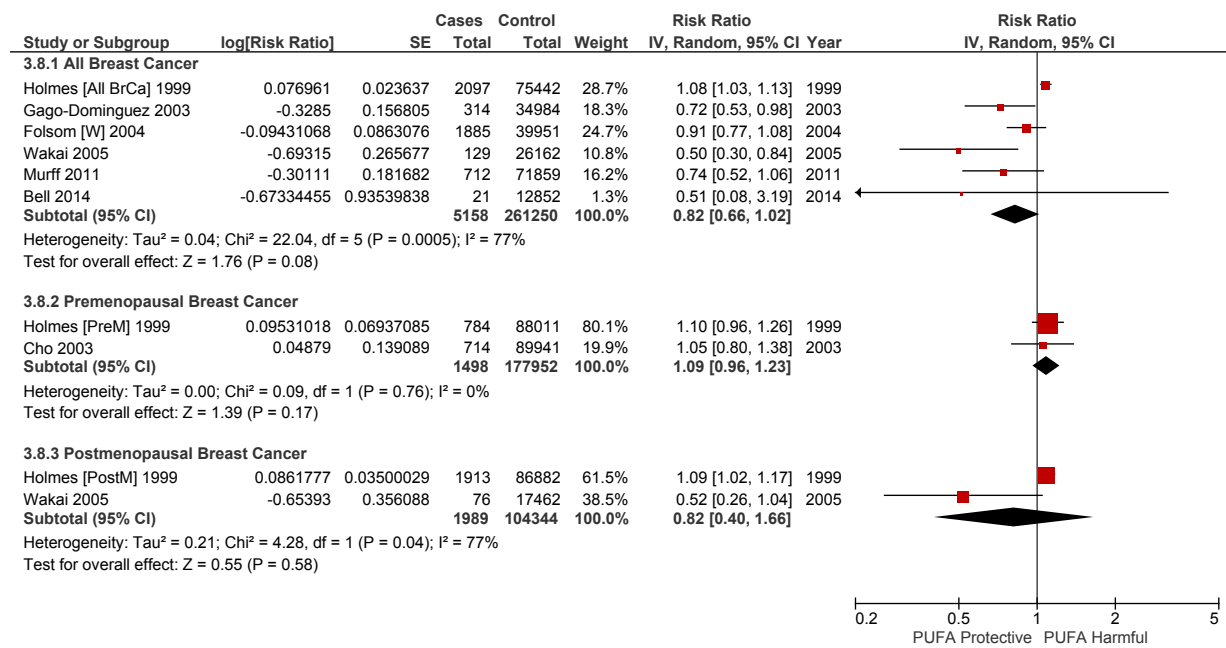 Cases Control Risk Ratio Risk Ratio
Study or Subgroup log[Risk Ratio] SE Total Total Weight IV, Random, 95% CI Year IV, Random, 95% CI
3.8.1 All Breast Cancer
Holmes [All BrCa] 1999 0.076961 0.023637 2097 75442 28.7% 1.08 [1.03, 1.13] 1999
Gago-Dominguez 2003 -0.3285 0.156805 314 34984 18.3% 0.72 [0.53, 0.98] 2003
Folsom [W] 2004 -0.09431068 0.0863076 1885 39951 24.7% 0.91 [0.77, 1.08] 2004
Wakai 2005 -0.69315 0.265677 129 26162 10.8% 0.50 [0.30, 0.84] 2005
Murff 2011 -0.30111 0.181682 712 71859 16.2% 0.74 [0.52, 1.06] 2011
Bell 2014 -0.67334455 0.93539838 21 12852 1.3% 0.51 [0.08, 3.19] 2014
Subtotal (95% CI) 5158 261250 100.0% 0.82 [0.66, 1.02]
Heterogeneity: Tau² = 0.04; Chi² = 22.04, df = 5 (P = 0.0005); I² = 77%
Test for overall effect: Z = 1.76 (P = 0.08)
3.8.2 Premenopausal Breast Cancer
Holmes [PreM] 1999 0.09531018 0.06937085 784 88011 80.1% 1.10 [0.96, 1.26] 1999
Cho 2003 0.04879 0.139089 714 89941 19.9% 1.05 [0.80, 1.38] 2003
Subtotal (95% CI) 1498 177952 100.0% 1.09 [0.96, 1.23]
Heterogeneity: Tau² = 0.00; Chi² = 0.09, df = 1 (P = 0.76); I² = 0%
Test for overall effect: Z = 1.39 (P = 0.17)
3.8.3 Postmenopausal Breast Cancer
Holmes [PostM] 1999 0.0861777 0.03500029 1913 86882 61.5% 1.09 [1.02, 1.17] 1999
Wakai 2005 -0.65393 0.356088 76 17462 38.5% 0.52 [0.26, 1.04] 2005
Subtotal (95% CI) 1989 104344 100.0% 0.82 [0.40, 1.66]
Heterogeneity: Tau² = 0.21; Chi² = 4.28, df = 1 (P = 0.04); I² = 77%
Test for overall effect: Z = 0.55 (P = 0.58)
0.2 0.5 1 2 5
PUFA Protective PUFA Harmful